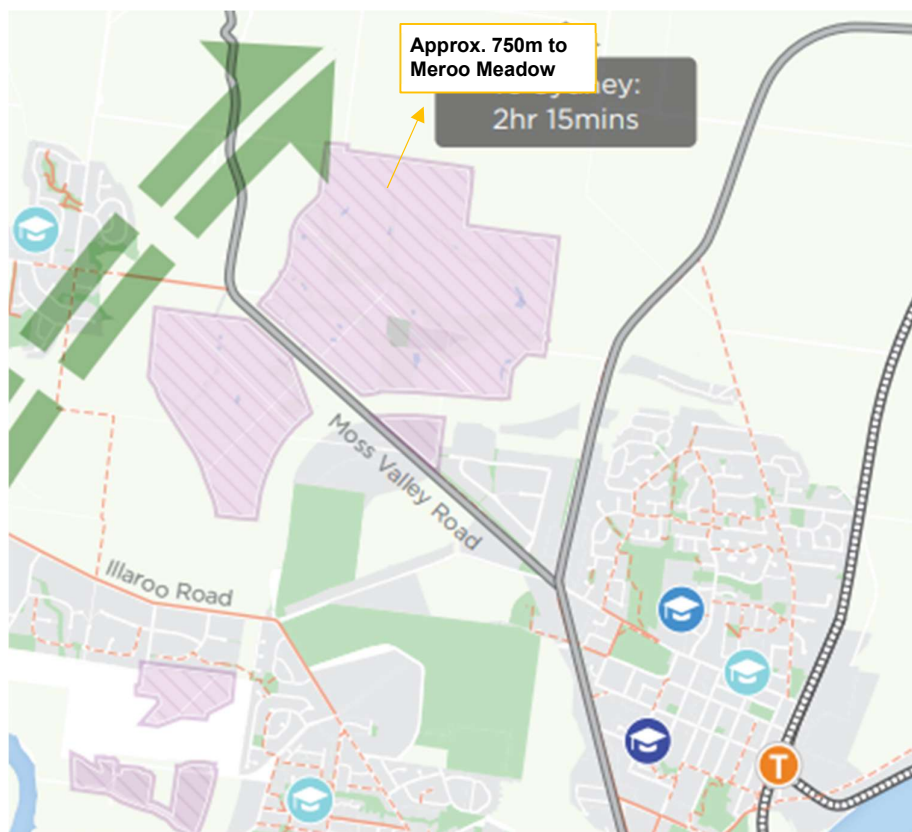 Approx. 750m to
Meroo Meadow
2hr 15mins
Moss Valley Road
Illaroo Road
T